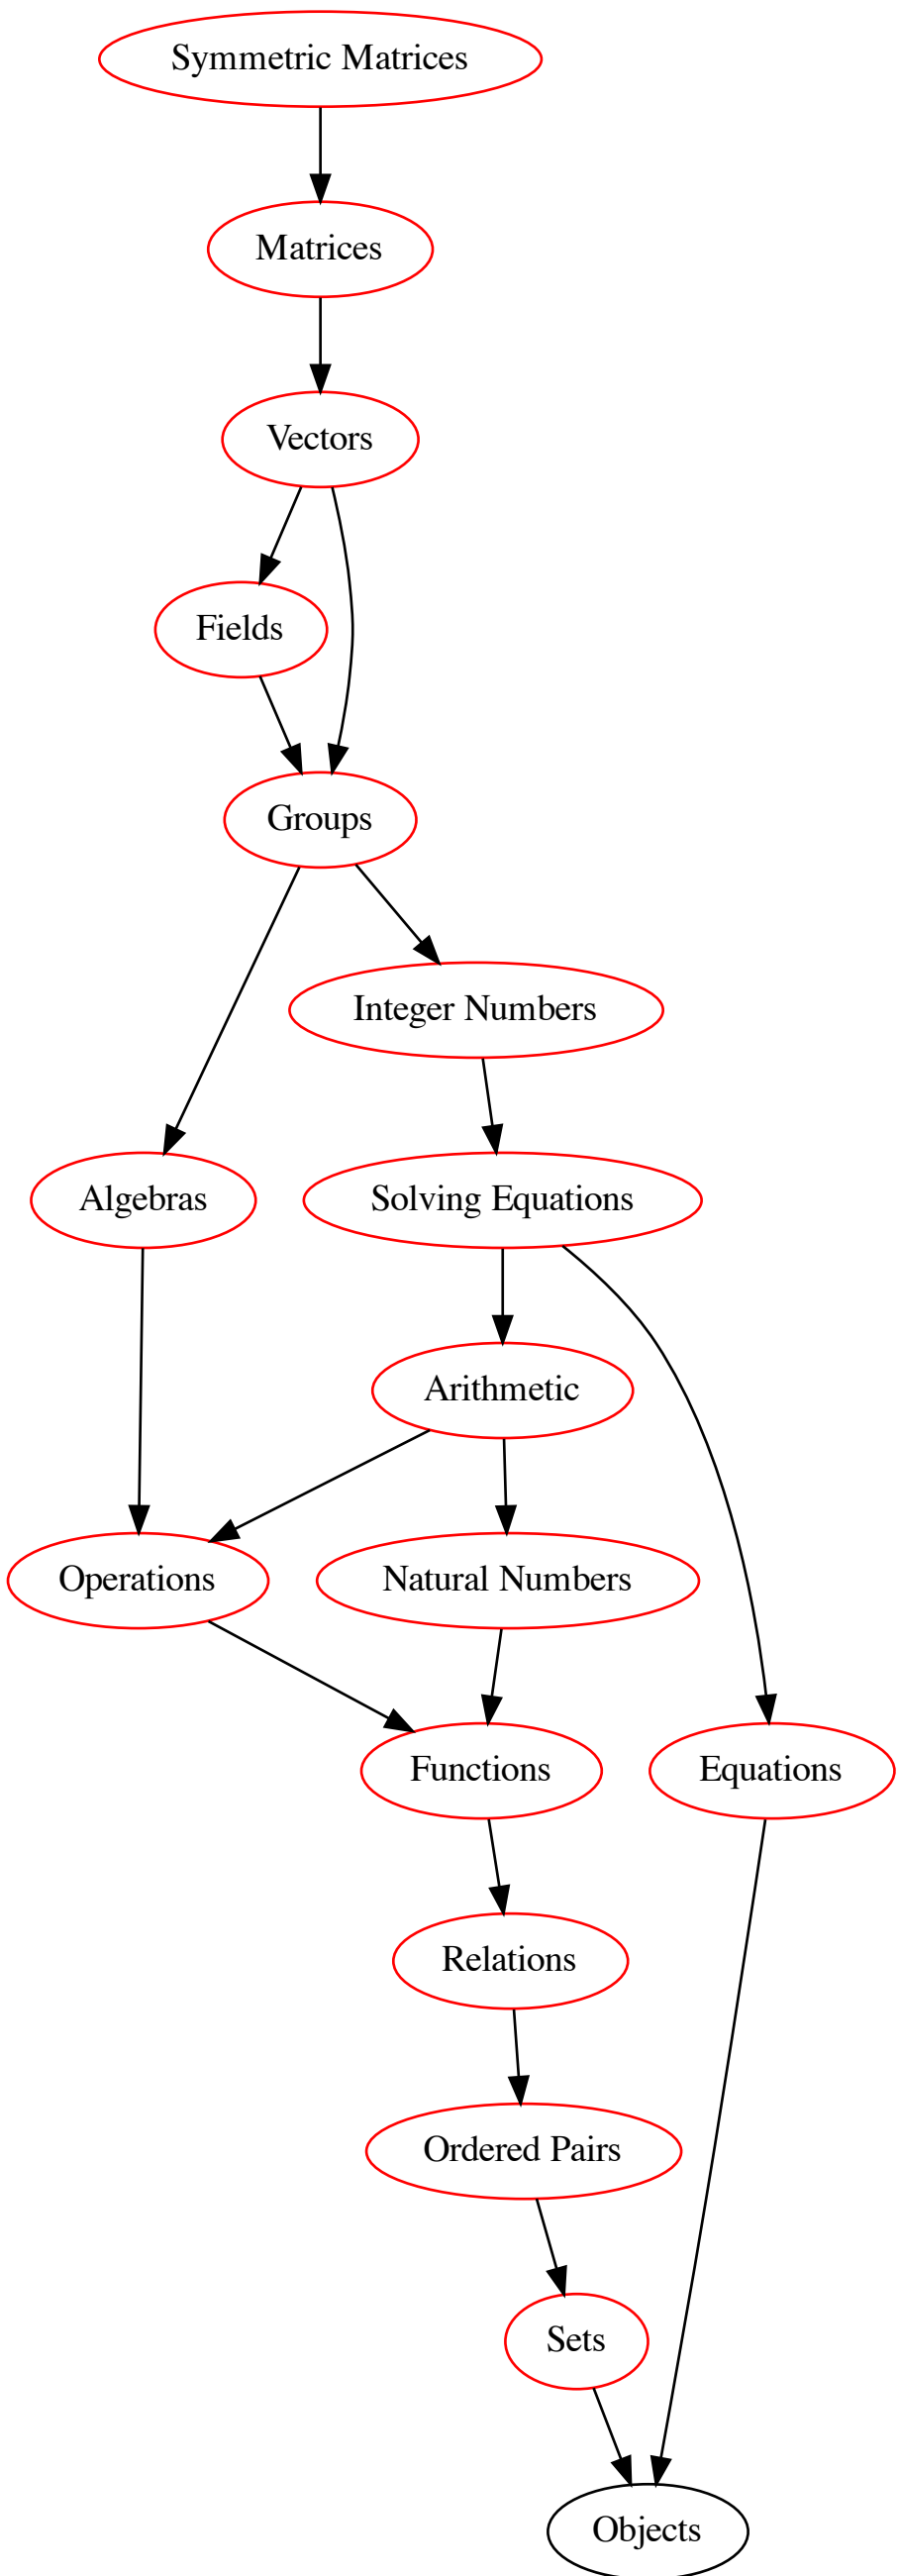 Symmetric Matrices
Matrices
Vectors
Fields
Groups
Integer Numbers
Algebras
Solving Equations
Arithmetic
Operations
Natural Numbers
Functions
Equations
Relations
Ordered Pairs
Sets
Objects